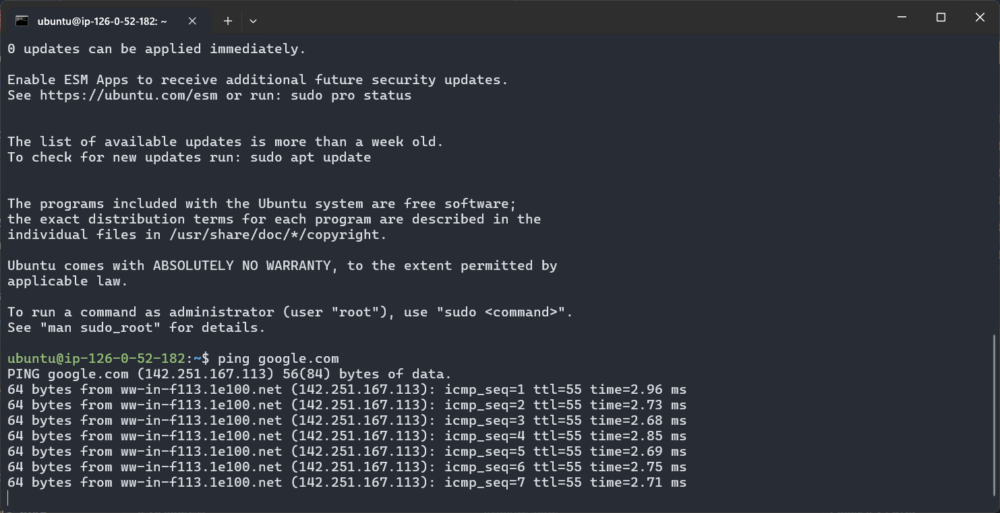 ubuntu@ip-126-0-52-182: ~
0 updates can be applied immediately.
Enable ESM Apps to receive additional future security updates.
See https://ubuntu.com/esm or run: sudo pro status
The list of available updates is more than a week old.
To check for new updates run: sudo apt update
The programs included with the Ubuntu system are free software;
the exact distribution terms for each program are described in the
individual files in /usr/share/doc/*/copyright.
Ubuntu comes with ABSOLUTELY NO WARRANTY, to the extent permitted by
applicable law.
To run a command as administrator (user "root"), use "sudo <command>".
See "man sudo_root" for details.
ubuntu@ip-126-0-52-182:~$ ping google.com
PING google.com (142.251.167.113) 56(84) bytes of data.
64 bytes from ww-in-f113.1e100.net (142.251.167.113): icmp_seq=1 ttl=55 time=2.96 ms
64 bytes from ww-in-f113.1e100.net (142.251.167.113): icmp_seq=2 ttl=55 time=2.73 ms
64 bytes from ww-in-f113.1e100.net (142.251.167.113): icmp_seq=3 ttl=55 time=2.68 ms
64 bytes from ww-in-f113.1e100.net (142.251.167.113): icmp_seq=4 ttl=55 time=2.85 ms
64 bytes from ww-in-f113.1e100.net (142.251.167.113): icmp_seq=5 ttl=55 time=2.69 ms
64 bytes from ww-in-f113.1e100.net (142.251.167.113): icmp_seq=6 ttl=55 time=2.75 ms
64 bytes from ww-in-f113.1e100.net (142.251.167.113): icmp_seq=7 ttl=55 time=2.71 ms